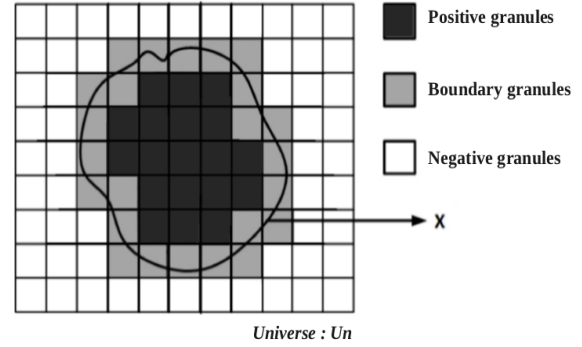 Positive granules
Boundary granules
Negative granules
X
Universe : Un